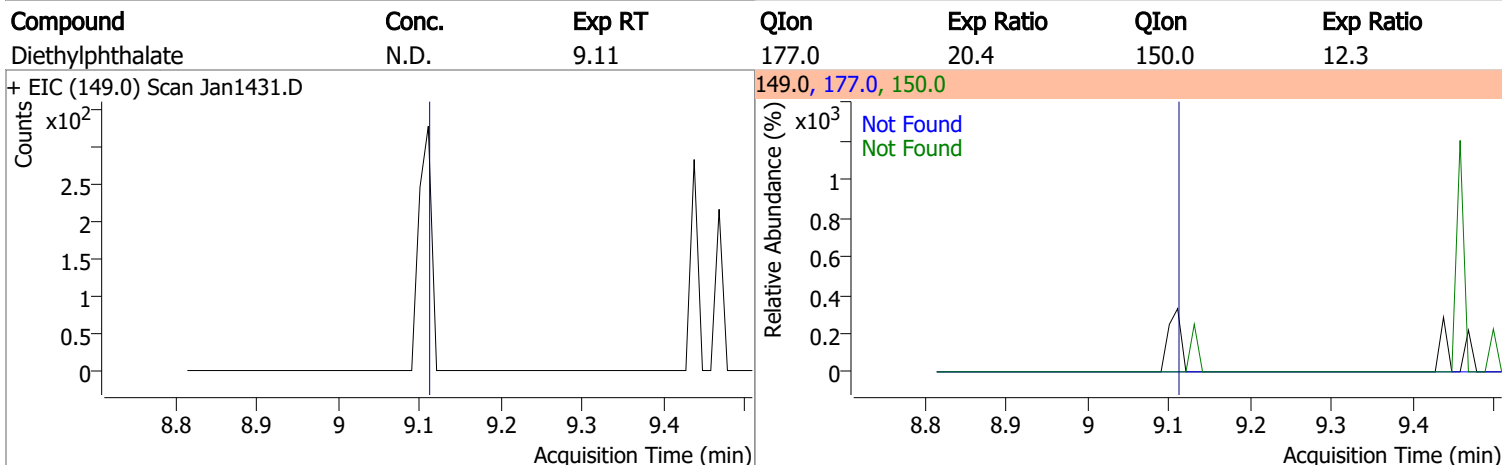 Compound Conc. Exp RT QIon Exp Ratio QIon Exp Ratio
Diethylphthalate N.D. 9.11 177.0 20.4 150.0 12.3
+ EIC (149.0) Scan Jan1431.D
Counts
x10²
2.5
2
1.5
1
0.5
0
8.8 8.9 9 9.1 9.2 9.3 9.4
Acquisition Time (min)
149.0, 177.0, 150.0
Relative Abundance (%)
x10³
Not Found
Not Found
1
0.8
0.6
0.4
0.2
0
8.8 8.9 9 9.1 9.2 9.3 9.4
Acquisition Time (min)